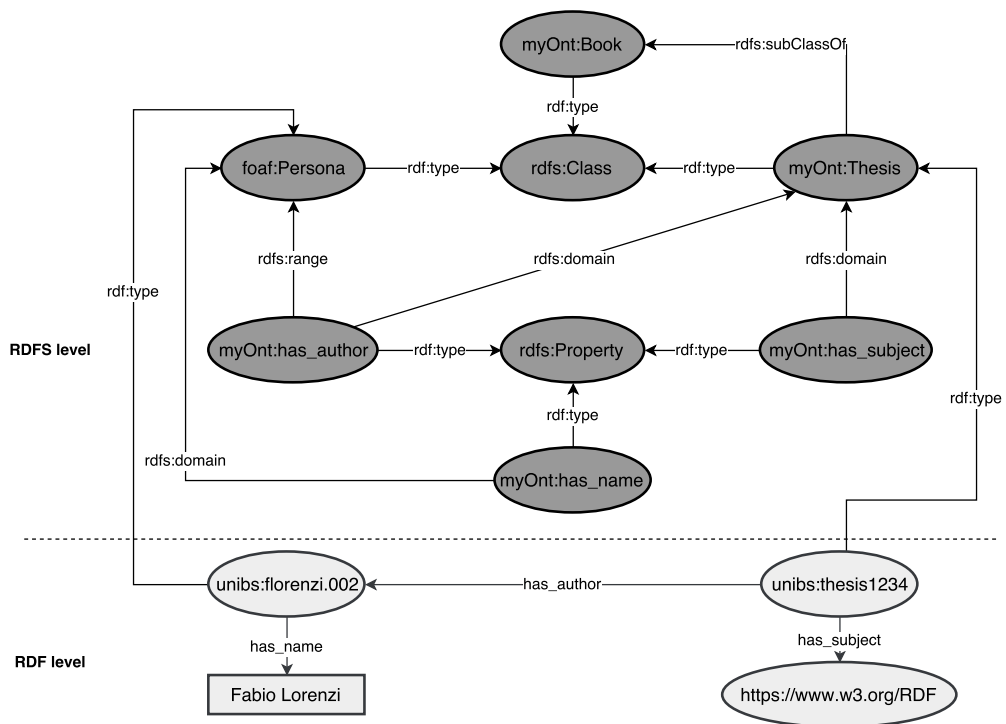 myOnt:Book
rdfs:subClassOf
rdf:type
foaf:Persona
rdf:type
rdfs:Class
rdf:type
myOnt:Thesis
rdfs:range
rdfs:domain
rdfs:domain
rdf:type
RDFS level
myOnt:has_author
rdf:type
rdfs:Property
rdf:type
myOnt:has_subject
rdf:type
rdf:type
rdfs:domain
myOnt:has_name
unibs:florenzi.002
has_author
unibs:thesis1234
has_name
has_subject
RDF level
Fabio Lorenzi
https://www.w3.org/RDF